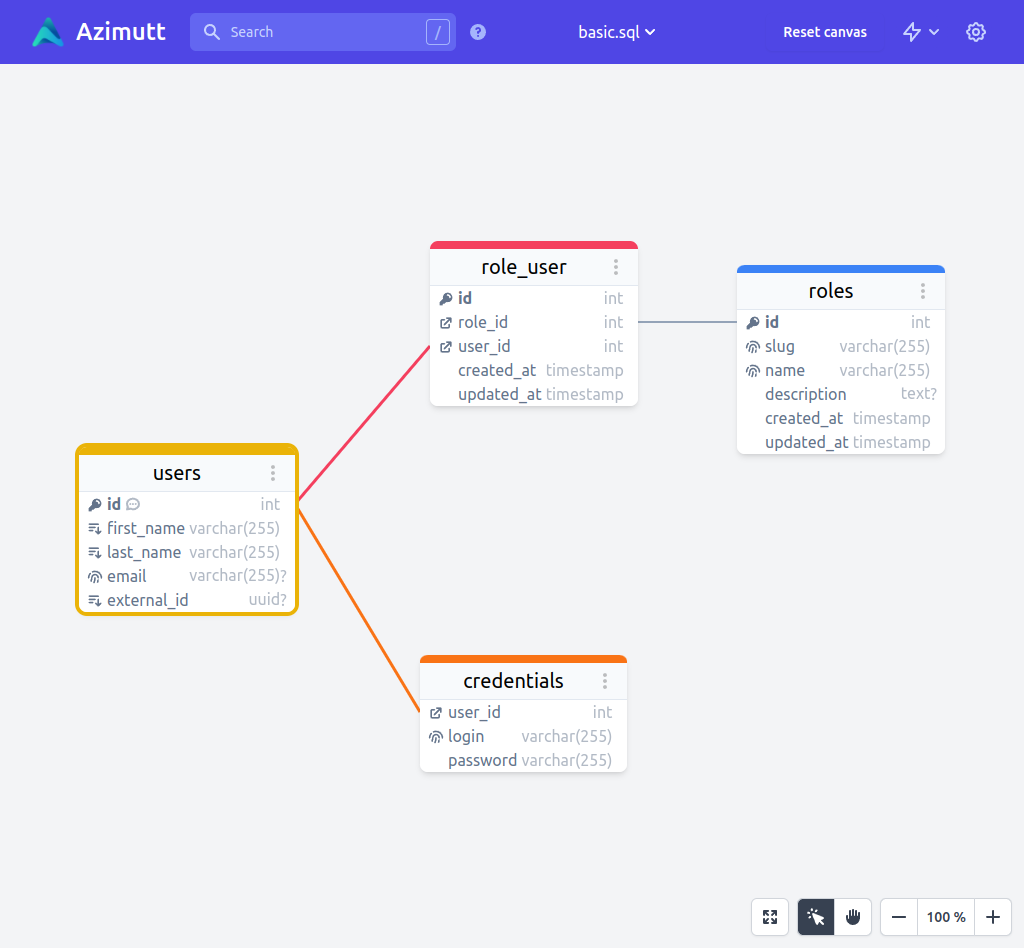 Azimutt Search / ? basic.sql Reset canvas
role_user
id int
role_id int
user_id int
created_at timestamp
updated_at timestamp
roles
id int
slug varchar(255)
name varchar(255)
description text?
created_at timestamp
updated_at timestamp
users
id int
first_name varchar(255)
last_name varchar(255)
email varchar(255)?
external_id uuid?
credentials
user_id int
login varchar(255)
password varchar(255)
100 %